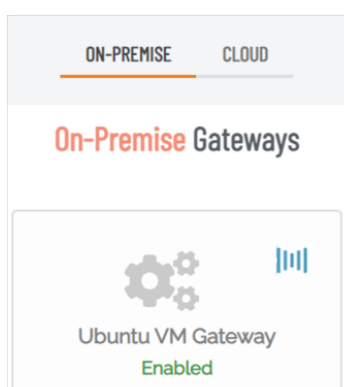 ON-PREMISE CLOUD
On-Premise Gateways
Ubuntu VM Gateway
Enabled